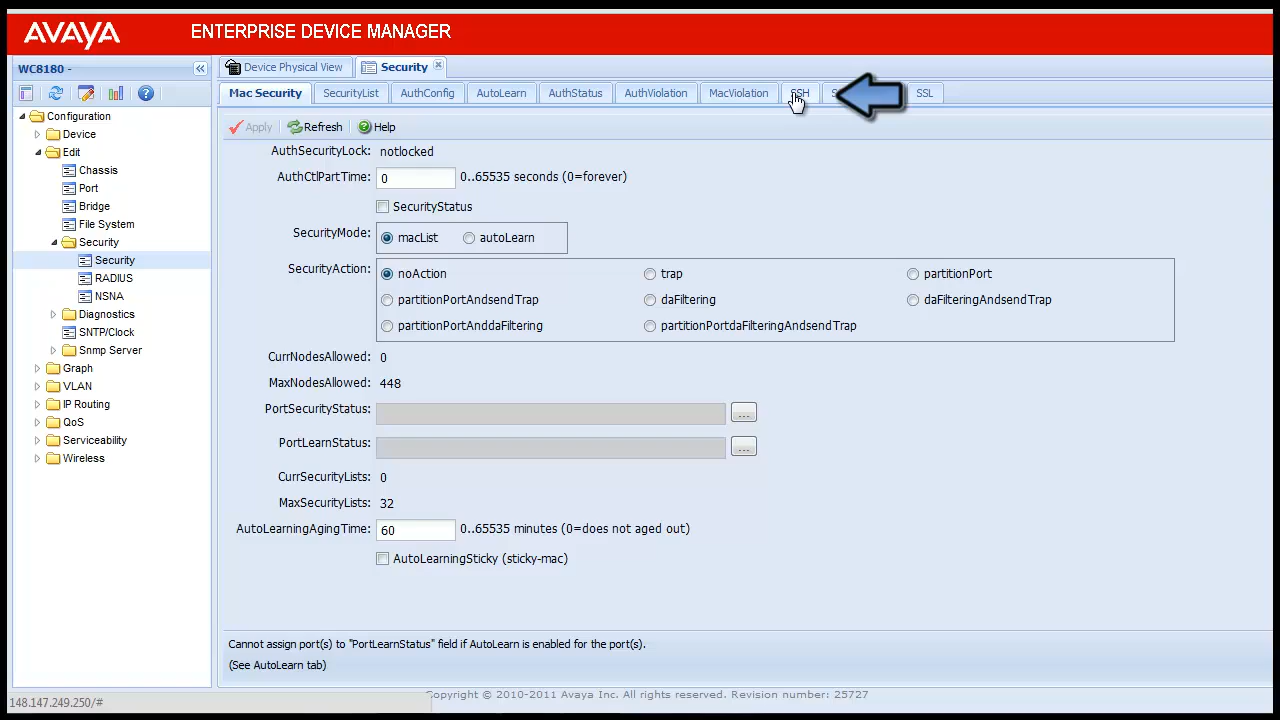 AVAYA ENTERPRISE DEVICE MANAGER
WC8180 -
Device Physical View
Security
Mac Security
SecurityList
AuthConfig
AutoLearn
AuthStatus
AuthViolation
MacViolation
SSL
Apply
Refresh
Help
Configuration
Device
Edit
Chassis
Port
Bridge
File System
Security
Security
RADIUS
NSNA
Diagnostics
SNTP/Clock
Snmp Server
Graph
VLAN
IP Routing
QoS
Serviceability
Wireless
AuthSecurityLock: notlocked
AuthCtlPartTime: 0 0..65535 seconds (0=forever)
SecurityStatus
SecurityMode: macList autoLearn
SecurityAction: noAction trap partitionPort
partitionPortAndsendTrap daFiltering daFilteringAndsendTrap
partitionPortAnddaFiltering partitionPortdaFilteringAndsendTrap
CurrNodesAllowed: 0
MaxNodesAllowed: 448
PortSecurityStatus: ...
PortLearnStatus: ...
CurrSecurityLists: 0
MaxSecurityLists: 32
AutoLearningAgingTime: 60 0..65535 minutes (0=does not aged out)
AutoLearningSticky (sticky-mac)
Cannot assign port(s) to "PortLearnStatus" field if AutoLearn is enabled for the port(s).
(See AutoLearn tab)
Copyright © 2010-2011 Avaya Inc. All rights reserved. Revision number: 25727
148.147.249.250/#